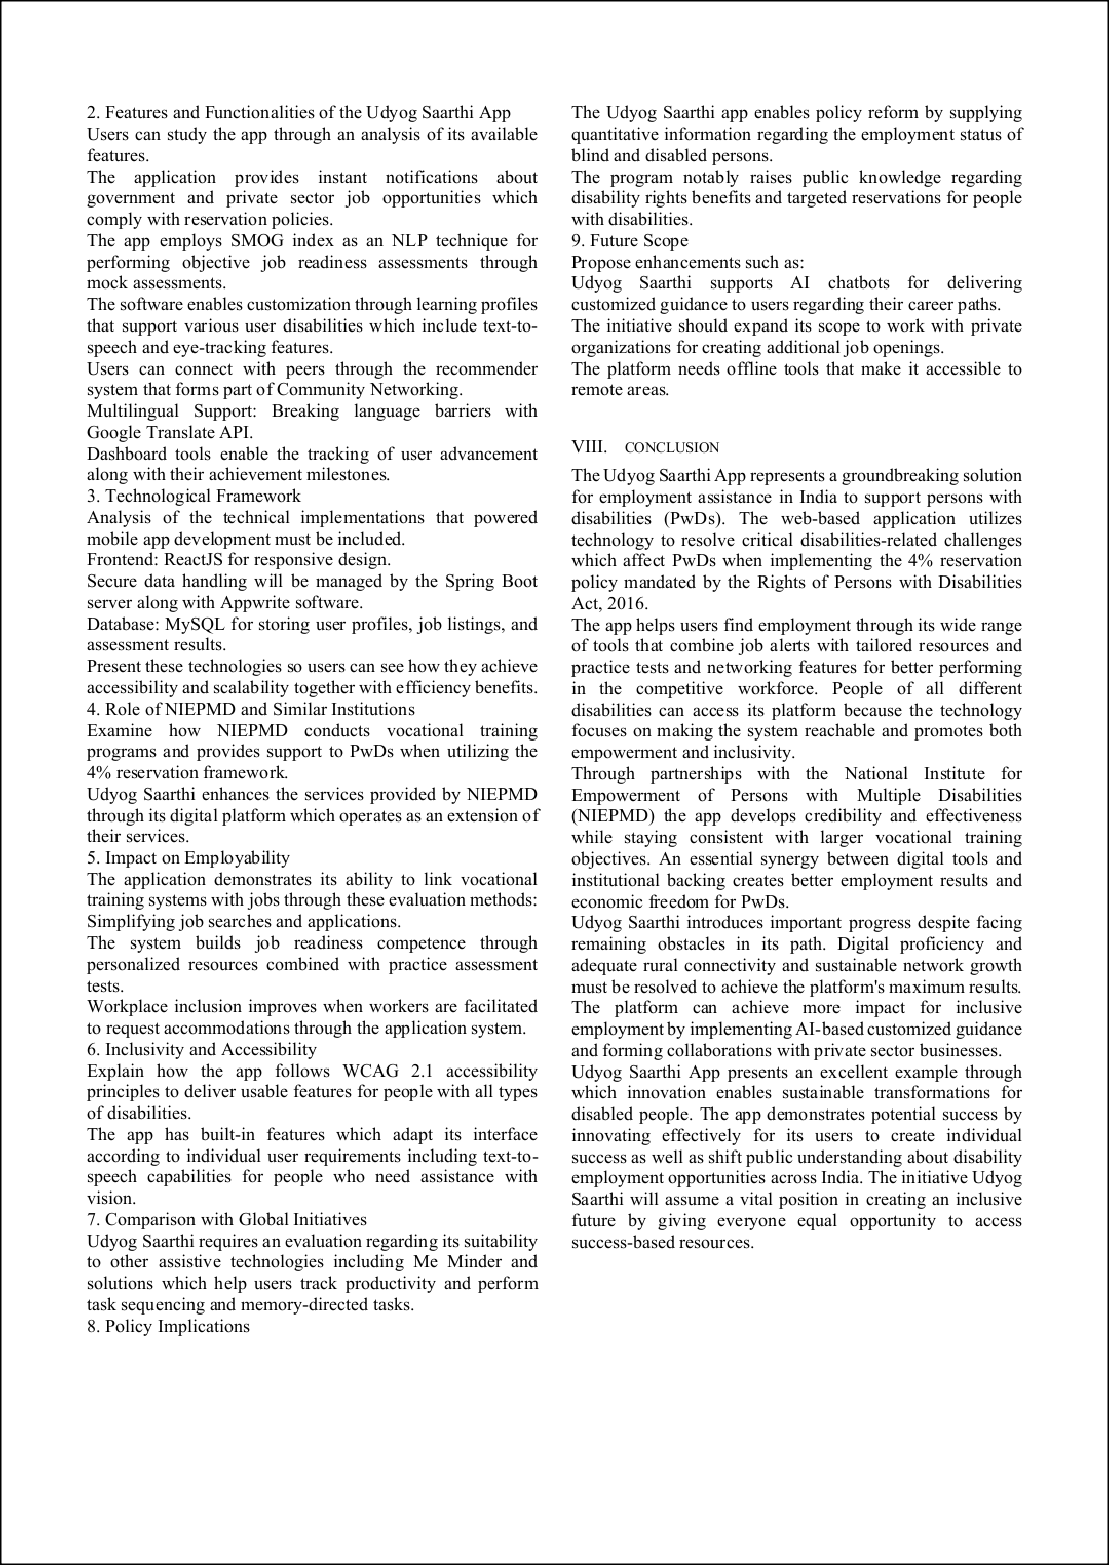 2. Features and Functionalities of the Udyog Saarthi App
Users can study the app through an analysis of its available
features.
The application provides instant notifications about
government and private sector job opportunities which
comply with reservation policies.
The app employs SMOG index as an NLP technique for
performing objective job readiness assessments through
mock assessments.
The software enables customization through learning profiles
that support various user disabilities which include text-to-
speech and eye-tracking features.
Users can connect with peers through the recommender
system that forms part of Community Networking.
Multilingual Support: Breaking language barriers with
Google Translate API.
Dashboard tools enable the tracking of user advancement
along with their achievement milestones.
3. Technological Framework
Analysis of the technical implementations that powered
mobile app development must be included.
Frontend: ReactJS for responsive design.
Secure data handling will be managed by the Spring Boot
server along with Appwrite software.
Database: MySQL for storing user profiles, job listings, and
assessment results.
Present these technologies so users can see how they achieve
accessibility and scalability together with efficiency benefits.
4. Role of NIEPMD and Similar Institutions
Examine how NIEPMD conducts vocational training
programs and provides support to PwDs when utilizing the
4% reservation framework.
Udyog Saarthi enhances the services provided by NIEPMD
through its digital platform which operates as an extension of
their services.
5. Impact on Employability
The application demonstrates its ability to link vocational
training systems with jobs through these evaluation methods:
Simplifying job searches and applications.
The system builds job readiness competence through
personalized resources combined with practice assessment
tests.
Workplace inclusion improves when workers are facilitated
to request accommodations through the application system.
6. Inclusivity and Accessibility
Explain how the app follows WCAG 2.1 accessibility
principles to deliver usable features for people with all types
of disabilities.
The app has built-in features which adapt its interface
according to individual user requirements including text-to-
speech capabilities for people who need assistance with
vision.
7. Comparison with Global Initiatives
Udyog Saarthi requires an evaluation regarding its suitability
to other assistive technologies including Me Minder and
solutions which help users track productivity and perform
task sequencing and memory-directed tasks.
8. Policy Implications
The Udyog Saarthi app enables policy reform by supplying
quantitative information regarding the employment status of
blind and disabled persons.
The program notably raises public knowledge regarding
disability rights benefits and targeted reservations for people
with disabilities.
9. Future Scope
Propose enhancements such as:
Udyog Saarthi supports AI chatbots for delivering
customized guidance to users regarding their career paths.
The initiative should expand its scope to work with private
organizations for creating additional job openings.
The platform needs offline tools that make it accessible to
remote areas.
VIII. CONCLUSION
The Udyog Saarthi App represents a groundbreaking solution
for employment assistance in India to support persons with
disabilities (PwDs). The web-based application utilizes
technology to resolve critical disabilities-related challenges
which affect PwDs when implementing the 4% reservation
policy mandated by the Rights of Persons with Disabilities
Act, 2016.
The app helps users find employment through its wide range
of tools that combine job alerts with tailored resources and
practice tests and networking features for better performing
in the competitive workforce. People of all different
disabilities can access its platform because the technology
focuses on making the system reachable and promotes both
empowerment and inclusivity.
Through partnerships with the National Institute for
Empowerment of Persons with Multiple Disabilities
(NIEPMD) the app develops credibility and effectiveness
while staying consistent with larger vocational training
objectives. An essential synergy between digital tools and
institutional backing creates better employment results and
economic freedom for PwDs.
Udyog Saarthi introduces important progress despite facing
remaining obstacles in its path. Digital proficiency and
adequate rural connectivity and sustainable network growth
must be resolved to achieve the platform's maximum results.
The platform can achieve more impact for inclusive
employment by implementing AI-based customized guidance
and forming collaborations with private sector businesses.
Udyog Saarthi App presents an excellent example through
which innovation enables sustainable transformations for
disabled people. The app demonstrates potential success by
innovating effectively for its users to create individual
success as well as shift public understanding about disability
employment opportunities across India. The initiative Udyog
Saarthi will assume a vital position in creating an inclusive
future by giving everyone equal opportunity to access
success-based resources.